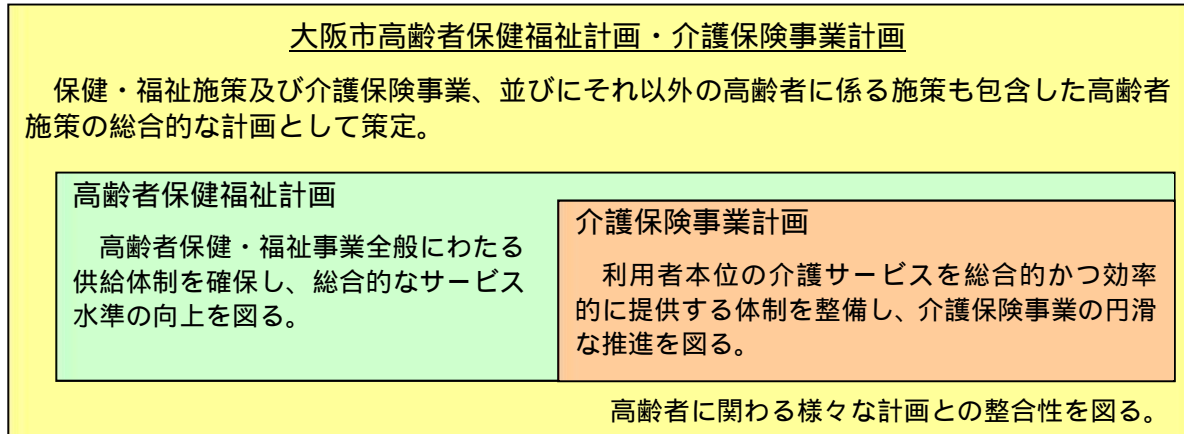 大阪市高齢者保健福祉計画・介護保険事業計画
保健・福祉施策及び介護保険事業、並びにそれ以外の高齢者に係る施策も包含した高齢者
施策の総合的な計画として策定。
高齢者保健福祉計画
高齢者保健・福祉事業全般にわたる
供給体制を確保し、総合的なサービス
水準の向上を図る。
介護保険事業計画
利用者本位の介護サービスを総合的かつ効率
的に提供する体制を整備し、介護保険事業の円滑
な推進を図る。
高齢者に関わる様々な計画との整合性を図る。